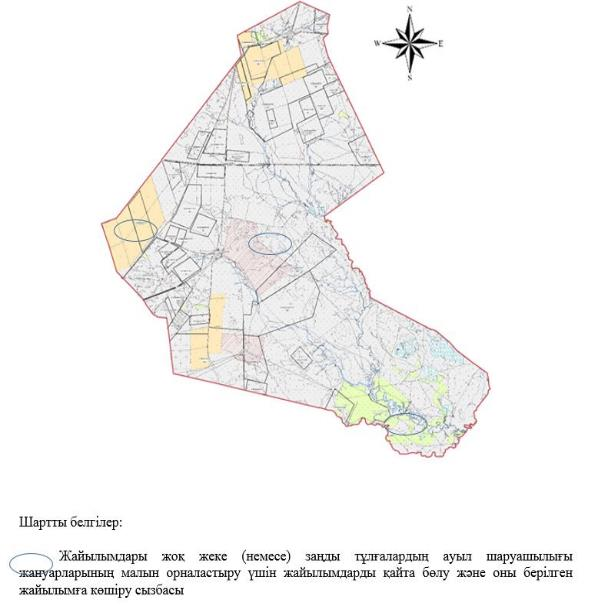 N
W E
S
Шартты белгілер:
Жайылымдары жоқ жеке (немесе) заңды тұлғалардың ауыл шаруашылығы
жануарларының малын орналастыру үшін жайылымдарды қайта бөлу және оны берілген
жайылымға көшіру сызбасы